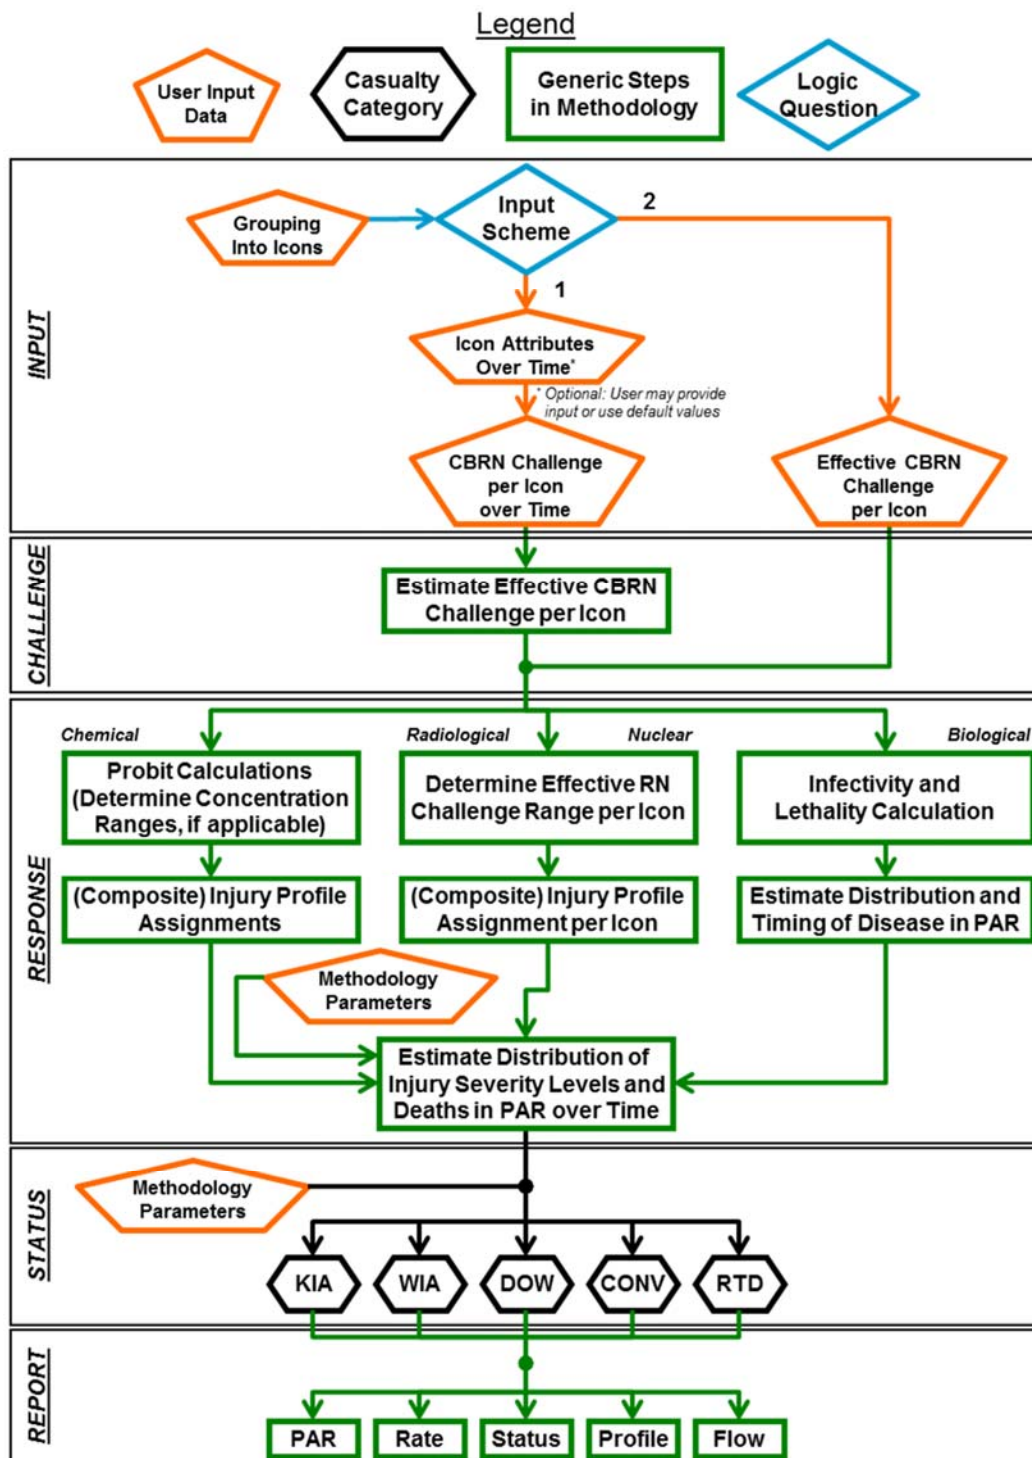 Legend
User Input
Data
Casualty
Category
Generic Steps
in Methodology
Logic
Question
INPUT
Grouping
Into Icons
Input
Scheme
2
1
Icon Attributes
Over Time*
* Optional: User may provide
input or use default values
CBRN Challenge
per Icon
over Time
Effective CBRN
Challenge
per Icon
CHALLENGE
Estimate Effective CBRN
Challenge per Icon
RESPONSE
Chemical
Radiological
Nuclear
Biological
Probit Calculations
(Determine Concentration
Ranges, if applicable)
Determine Effective RN
Challenge Range per Icon
Infectivity and
Lethality Calculation
(Composite) Injury Profile
Assignments
(Composite) Injury Profile
Assignment per Icon
Estimate Distribution and
Timing of Disease in PAR
Methodology
Parameters
Estimate Distribution of
Injury Severity Levels and
Deaths in PAR over Time
STATUS
Methodology
Parameters
KIA
WIA
DOW
CONV
RTD
REPORT
PAR
Rate
Status
Profile
Flow